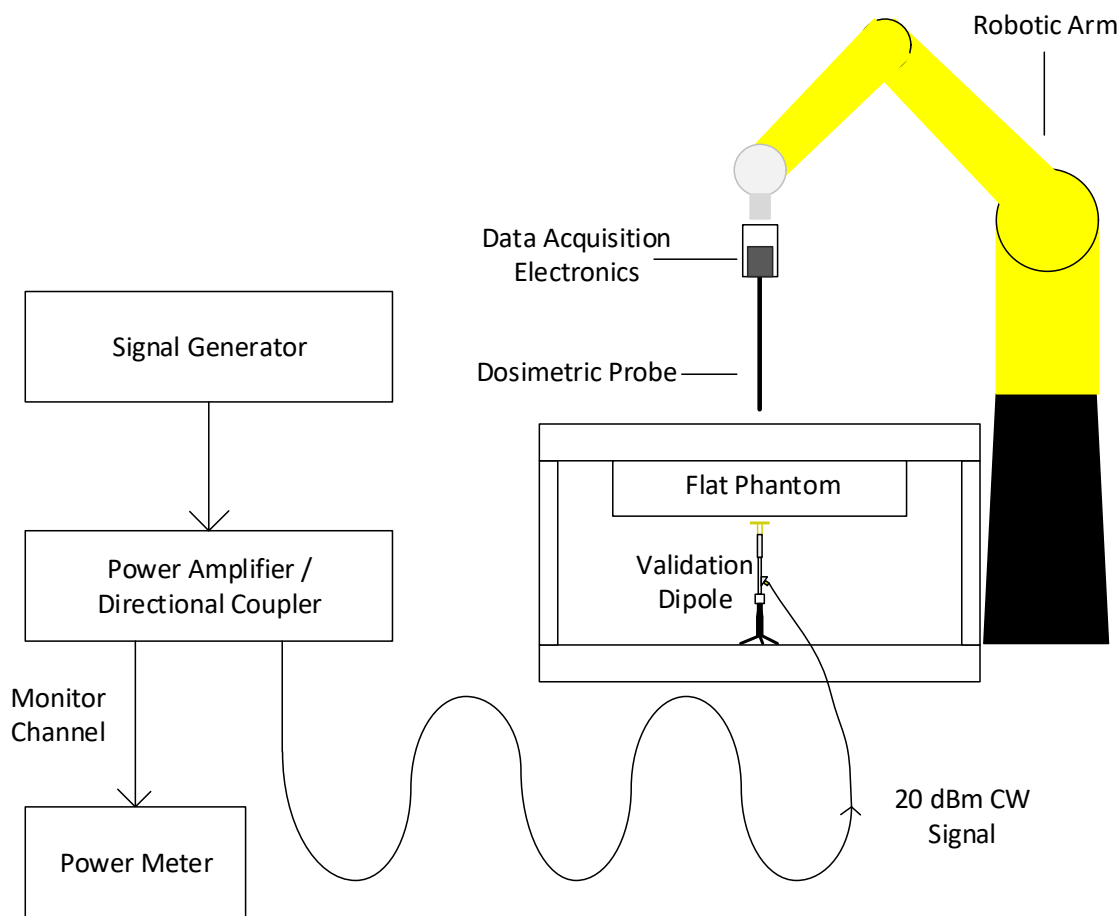 Robotic Arm
Data Acquisition
Electronics
Signal Generator
Dosimetric Probe
Flat Phantom
Power Amplifier /
Directional Coupler
Validation
Dipole
Monitor
Channel
20 dBm CW
Signal
Power Meter